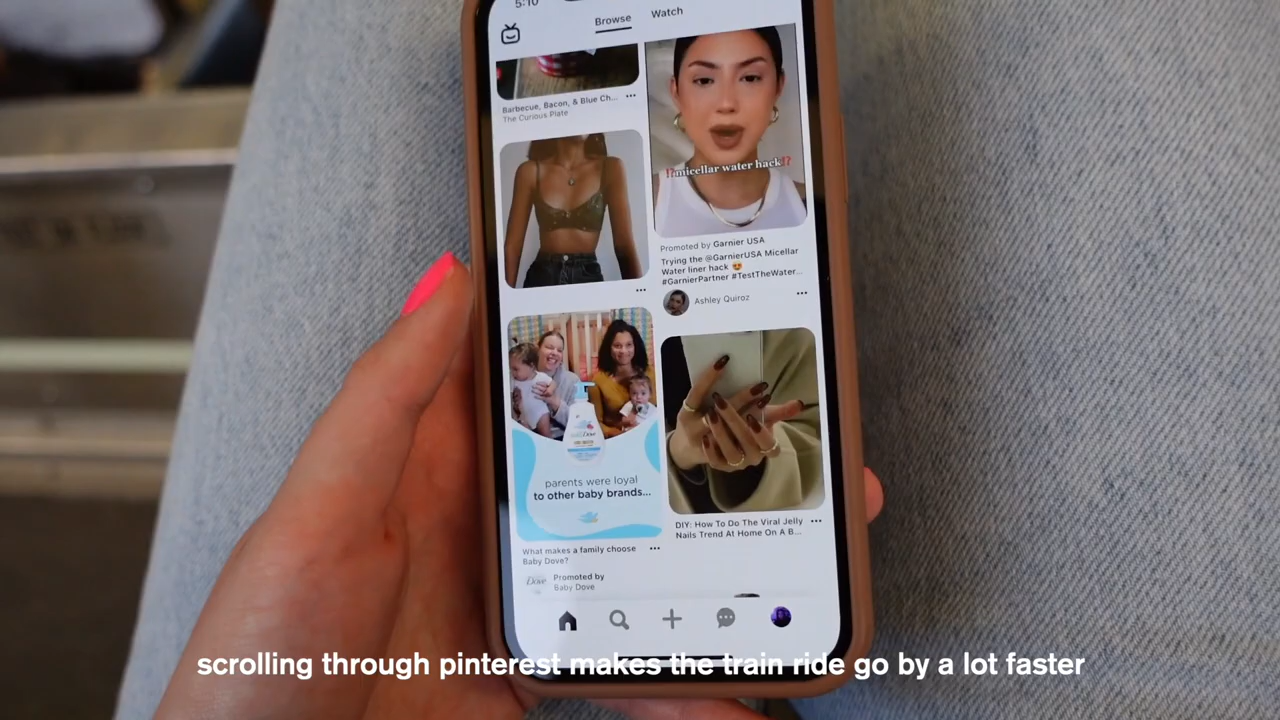 5:10
Browse
Watch
Barbecue, Bacon, & Blue Ch...
The Curious Plate
⁉micellar water hack⁉
Promoted by Garnier USA
Trying the @GarnierUSA Micellar
Water liner hack 😍
#GarnierPartner #TestTheWater...
Ashley Quiroz
parents were loyal
to other baby brands...
What makes a family choose
Baby Dove?
Dove
Promoted by
Baby Dove
DIY: How To Do The Viral Jelly
Nails Trend At Home On A B...
scrolling through pinterest makes the train ride go by a lot faster